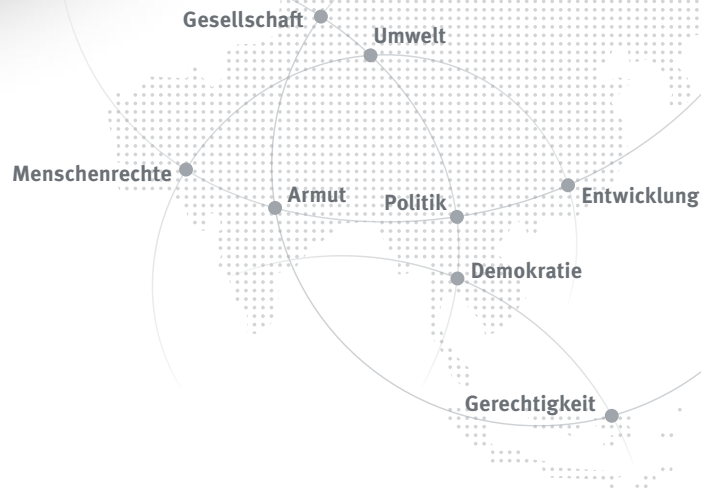 Gesellschaft
Umwelt
Menschenrechte
Armut
Politik
Entwicklung
Demokratie
Gerechtigkeit